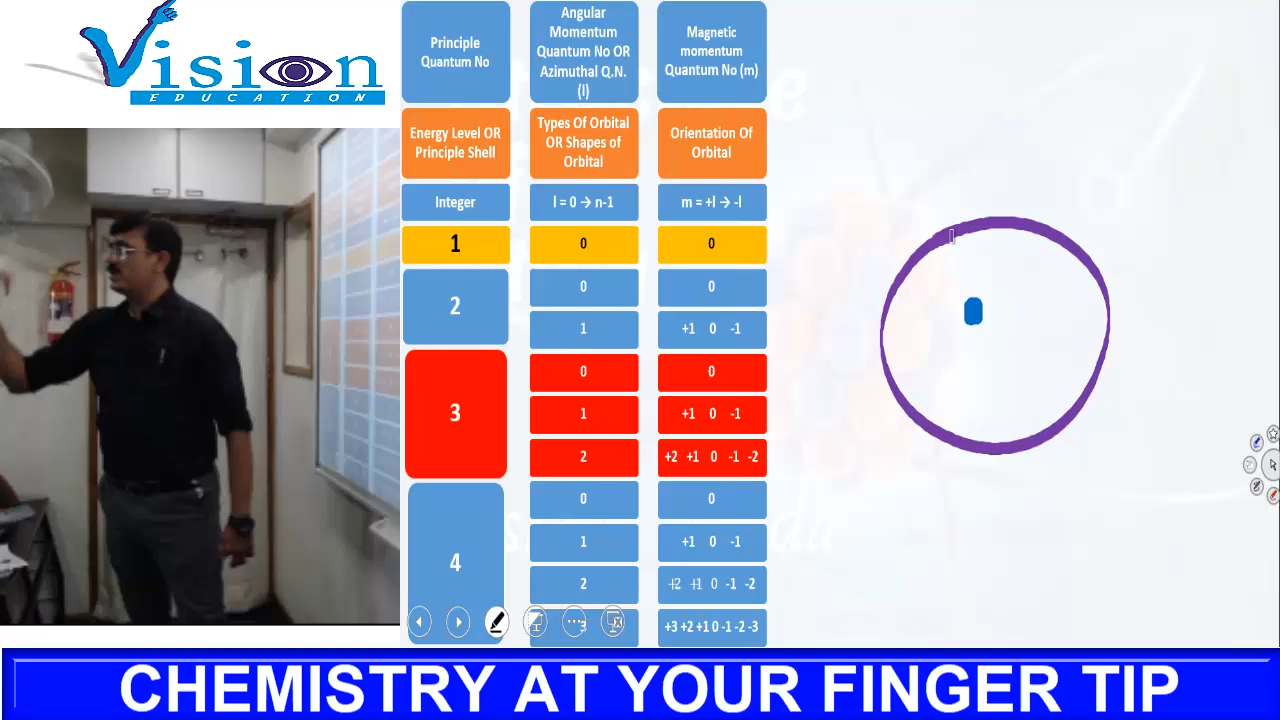 Vision
EDUCATION
Principle
Quantum No
Angular
Momentum
Quantum No OR
Azimuthal Q.N.
(l)
Magnetic
momentum
Quantum No (m)
Energy Level OR
Principle Shell
Types Of Orbital
OR Shapes of
Orbital
Orientation Of
Orbital
Integer
l = 0 → n-1
m = +l → -l
1
0
0
2
0
0
1
+1 0 -1
3
0
0
1
+1 0 -1
2
+2 +1 0 -1 -2
4
0
0
1
+1 0 -1
2
+2 +1 0 -1 -2
3
+3 +2 +1 0 -1 -2 -3
CHEMISTRY AT YOUR FINGER TIP